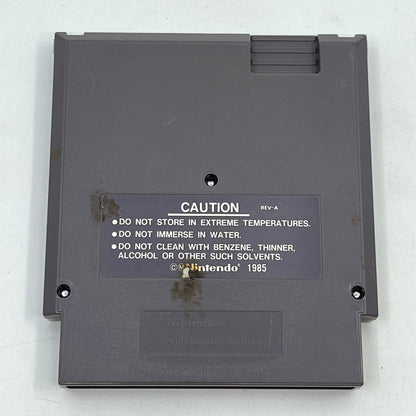 CAUTION REV-A
●DO NOT STORE IN EXTREME TEMPERATURES.
●DO NOT IMMERSE IN WATER.
●DO NOT CLEAN WITH BENZENE, THINNER,
ALCOHOL OR OTHER SUCH SOLVENTS.
© Nintendo® 1985